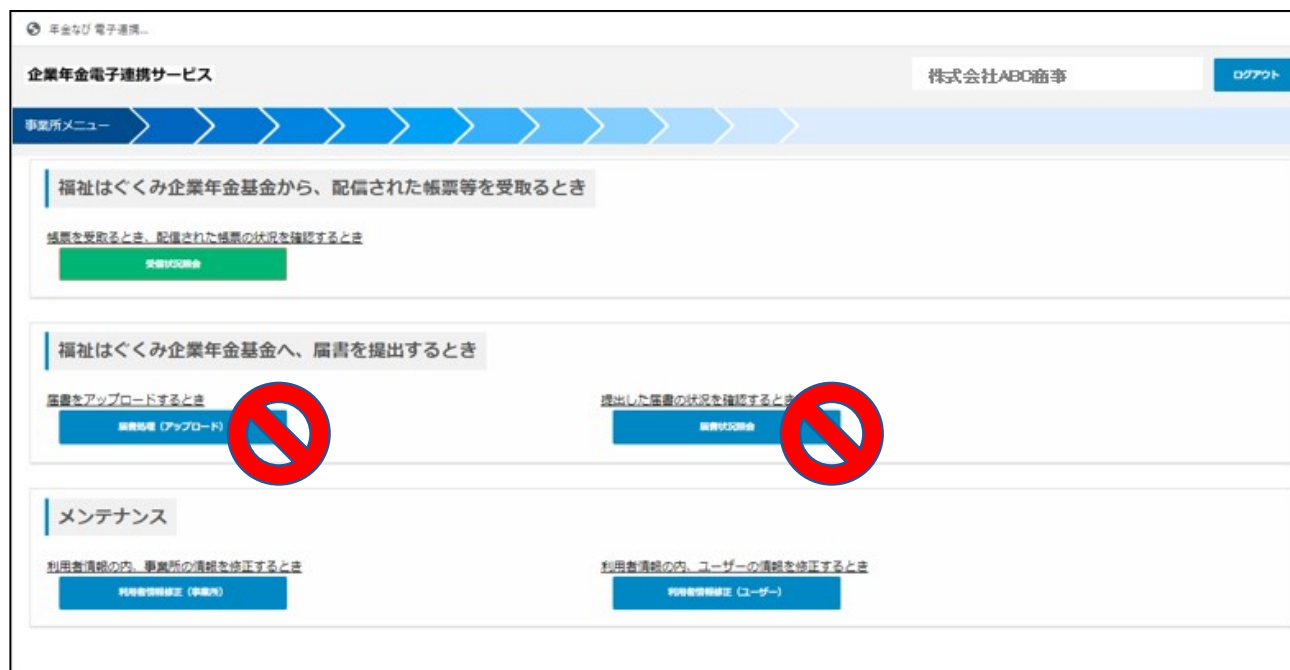 年金なび 電子連携...
企業年金電子連携サービス
株式会社ABC商事
ログアウト
事業所メニュー
福祉はぐくみ企業年金基金から、配信された帳票等を受取るとき
帳票を受取るとき、配信された帳票の状況を確認するとき
受信状況照会
福祉はぐくみ企業年金基金へ、届書を提出するとき
届書をアップロードするとき
提出した届書の状況を確認するとき
届書処理（アップロード）
届書状況照会
メンテナンス
利用者情報の内、事業所の情報を修正するとき
利用者情報の内、ユーザーの情報を修正するとき
利用者情報修正（事業所）
利用者情報修正（ユーザー）